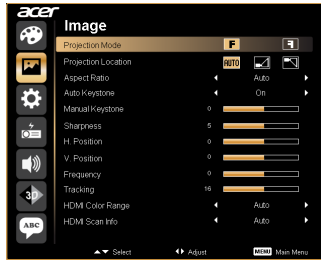 acer
Image
Projection Mode F F
Projection Location AUTO
Aspect Ratio Auto
Auto Keystone On
Manual Keystone 0
Sharpness 5
H. Position 0
V. Position 0
Frequency 0
Tracking 16
HDMI Color Range Auto
HDMI Scan Info Auto
3D
ABC
Select Adjust MENU Main Menu